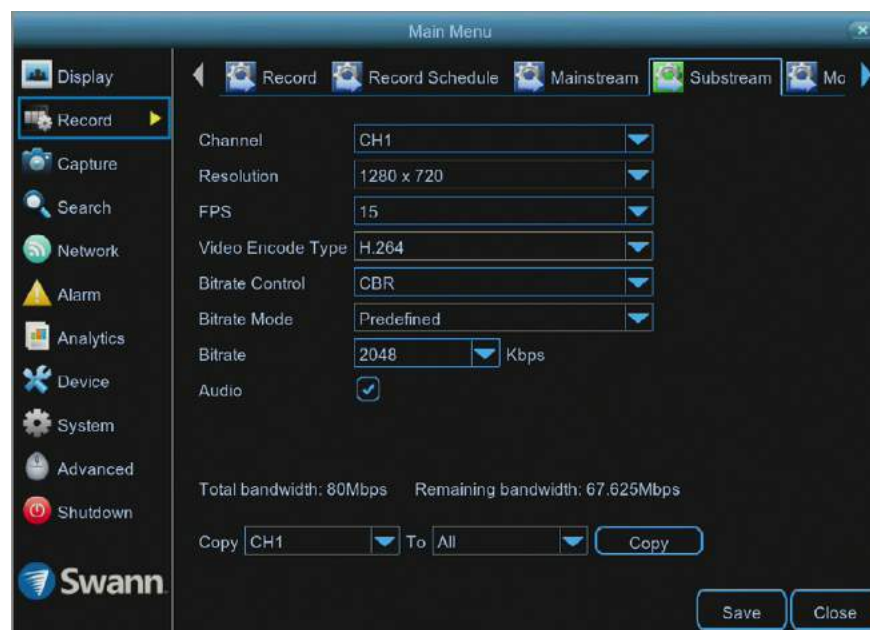 Main Menu
Display
Record
Capture
Search
Network
Alarm
Analytics
Device
System
Advanced
Shutdown
Swann
Record Record Schedule Mainstream Substream Mo
Channel CH1
Resolution 1280 x 720
FPS 15
Video Encode Type H.264
Bitrate Control CBR
Bitrate Mode Predefined
Bitrate 2048 Kbps
Audio
Total bandwidth: 80Mbps Remaining bandwidth: 67.625Mbps
Copy CH1 To All Copy
Save Close